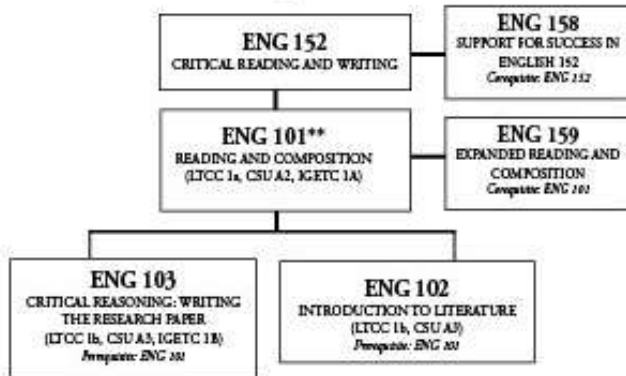 ENG 152
CRITICAL READING AND WRITING
ENG 158
SUPPORT FOR SUCCESS IN
ENGLISH 152
Corequisite: ENG 152
ENG 101**
READING AND COMPOSITION
(LTCC 1a, CSU A2, IGETC 1A)
ENG 159
EXPANDED READING AND
COMPOSITION
Corequisite: ENG 101
ENG 103
CRITICAL REASONING: WRITING
THE RESEARCH PAPER
(LTCC 1b, CSU A3, IGETC 1B)
Prerequisite: ENG 101
ENG 102
INTRODUCTION TO LITERATURE
(LTCC 1b, CSU A3)
Prerequisite: ENG 101